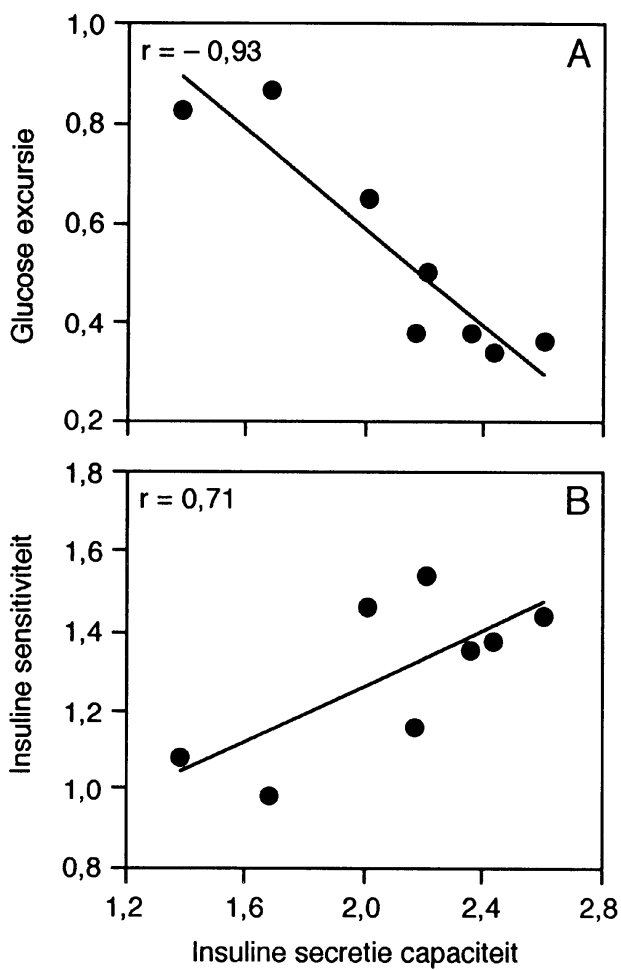 1,0
r = – 0,93
A
0,8
0,6
0,4
0,2
Glucose excursie
1,8
r = 0,71
B
1,6
1,4
1,2
1,0
0,8
Insuline sensitiviteit
1,2 1,6 2,0 2,4 2,8
Insuline secretie capaciteit